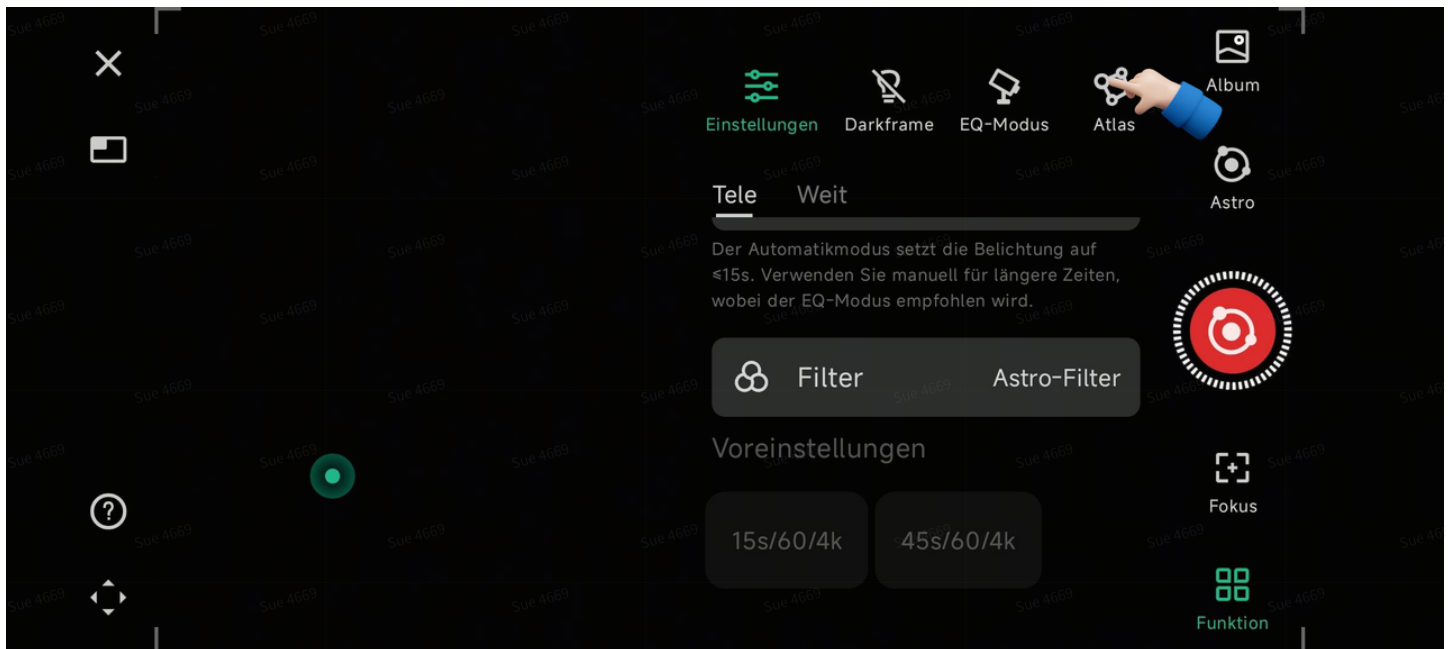 Album
Einstellungen
Darkframe
EQ-Modus
Atlas
Astro
Tele
Weit
Der Automatikmodus setzt die Belichtung auf
≤15s. Verwenden Sie manuell für längere Zeiten,
wobei der EQ-Modus empfohlen wird.
Filter
Astro-Filter
Voreinstellungen
15s/60/4k
45s/60/4k
Fokus
Funktion
Sue 4669